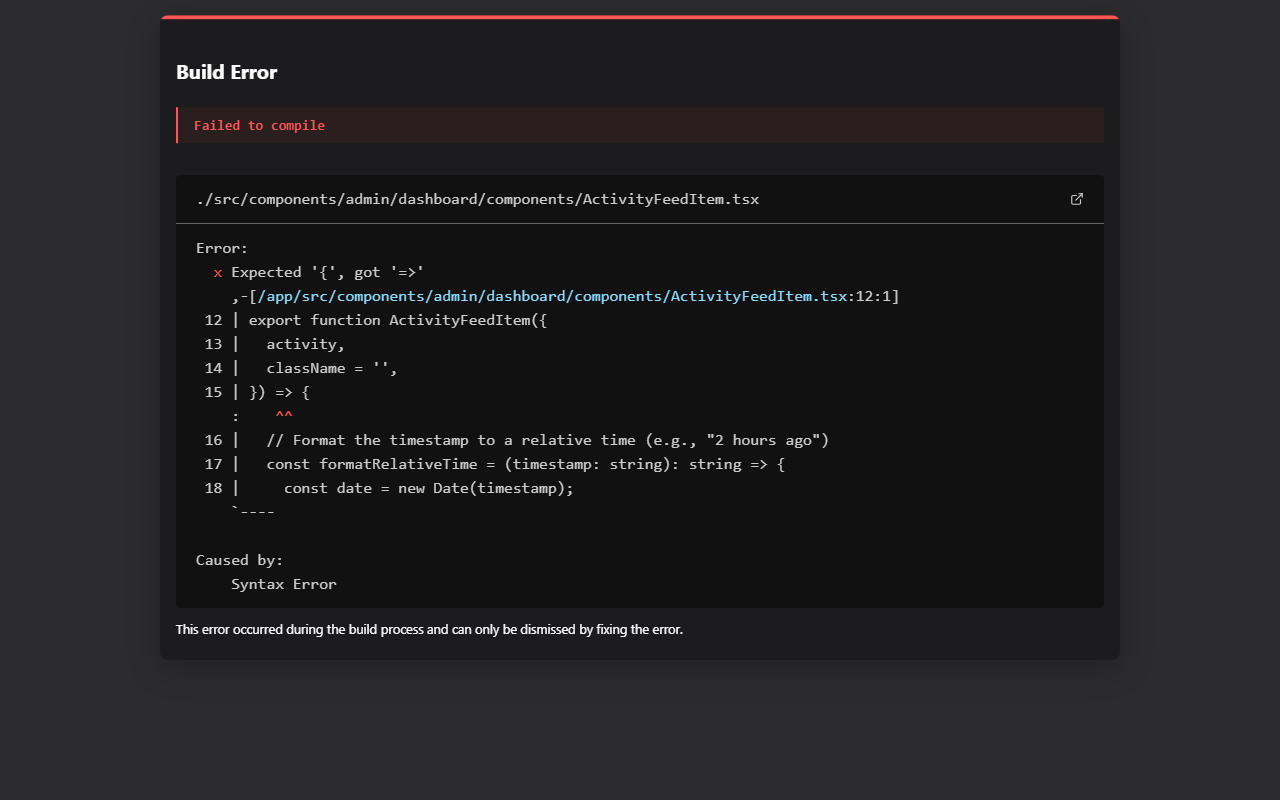 Build Error
Failed to compile
./src/components/admin/dashboard/components/ActivityFeedItem.tsx
Error:
  x Expected '{', got '=>'
    ,-[/app/src/components/admin/dashboard/components/ActivityFeedItem.tsx:12:1]
 12 | export function ActivityFeedItem({
 13 |   activity,
 14 |   className = '',
 15 | }) => {
    :    ^^
 16 |   // Format the timestamp to a relative time (e.g., "2 hours ago")
 17 |   const formatRelativeTime = (timestamp: string): string => {
 18 |     const date = new Date(timestamp);
    `----
Caused by:
    Syntax Error
This error occurred during the build process and can only be dismissed by fixing the error.